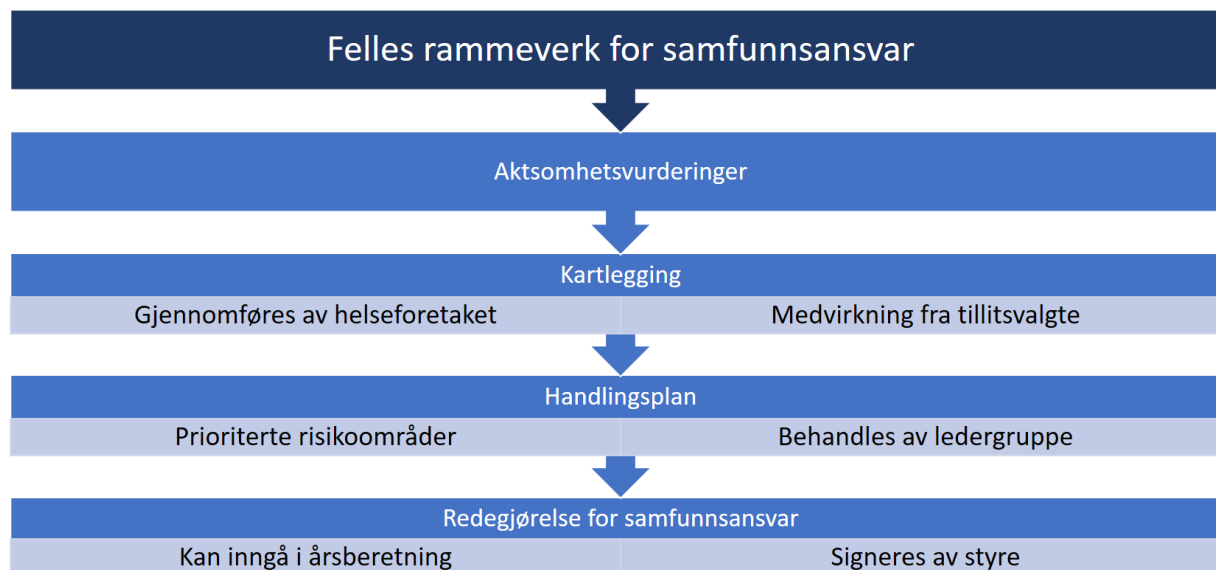 Felles rammeverk for samfunnsansvar
Aktsomhetsvurderinger
Kartlegging
Gjennomføres av helseforetaket
Medvirkning fra tillitsvalgte
Handlingsplan
Prioriterte risikoområder
Behandles av ledergruppe
Redegjørelse for samfunnsansvar
Kan inngå i årsberetning
Signeres av styre